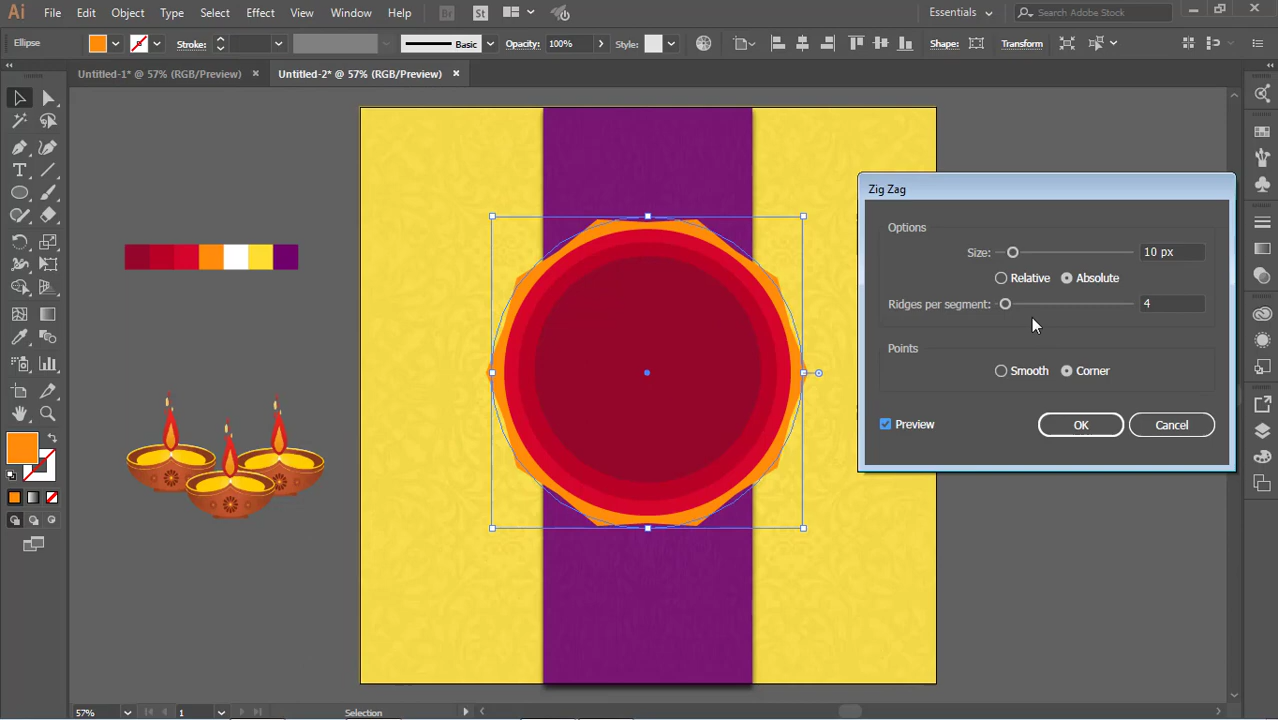 Ai File Edit Object Type Select Effect View Window Help Br St Essentials Search Adobe Stock
Ellipse Stroke: Basic Opacity: 100% Style: Shape: Transform
Untitled-1* @ 57% (RGB/Preview) Untitled-2* @ 57% (RGB/Preview)
Zig Zag
Options
Size: 10 px
Relative Absolute
Ridges per segment: 4
Points
Smooth Corner
Preview OK Cancel
57% 1 Selection